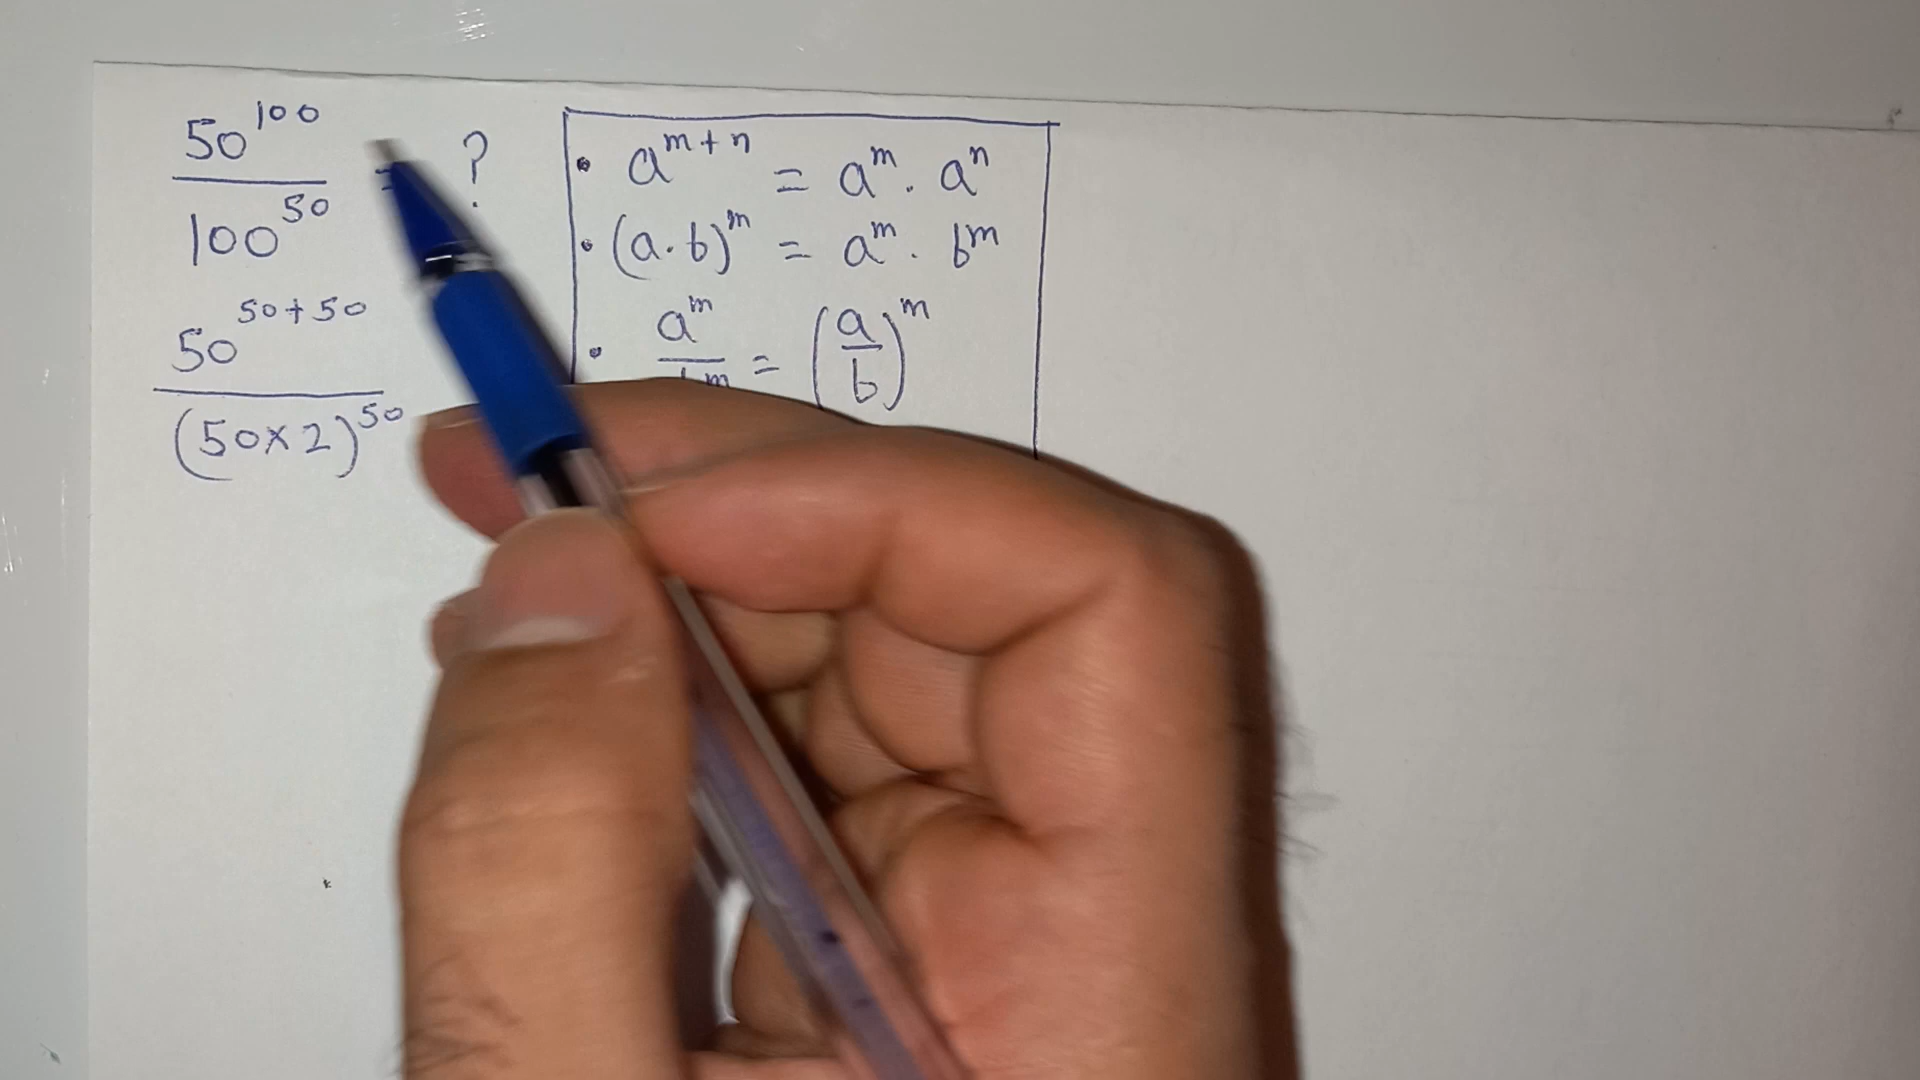 50^100 / 100^50 = ?
50^(50+50) / (50×2)^50
• a^(m+n) = a^m . a^n
• (a.b)^m = a^m . b^m
• a^m / b^m = (a/b)^m